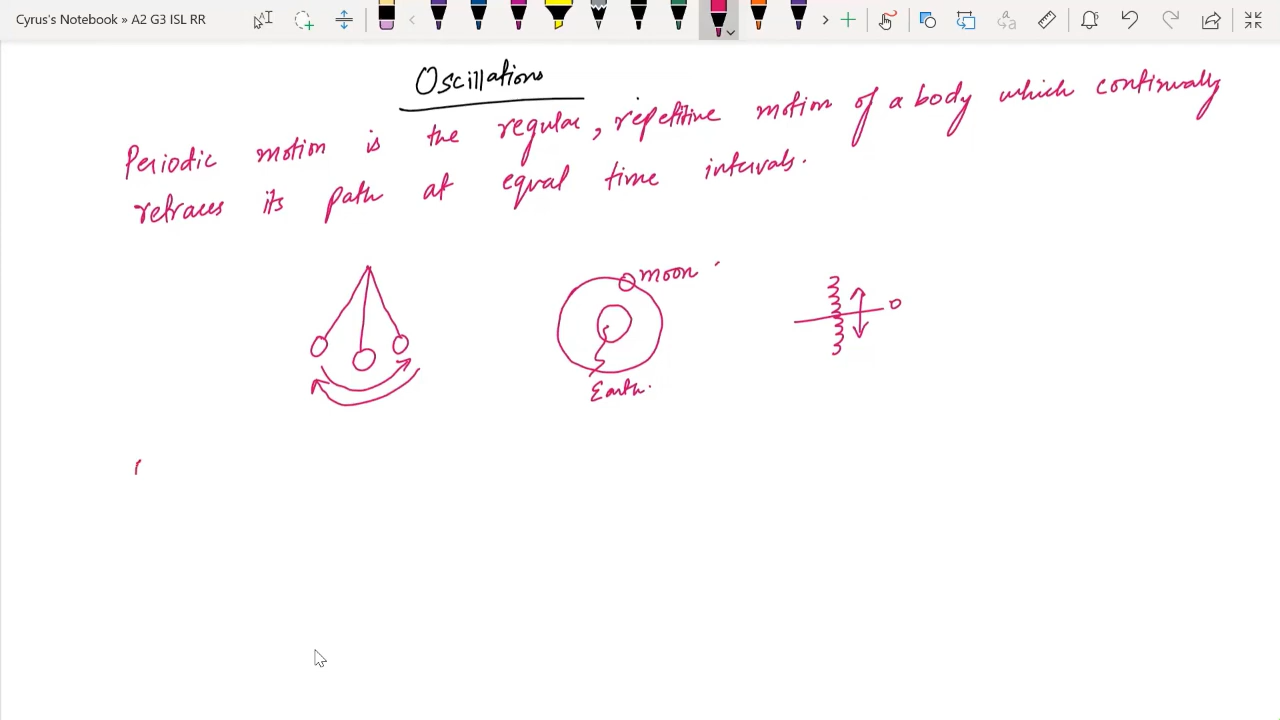 Cyrus's Notebook » A2 G3 ISL RR
Oscillations
Periodic motion is the regular, repetitive motion of a body which continually
retraces its path at equal time intervals.
moon
Earth.
0